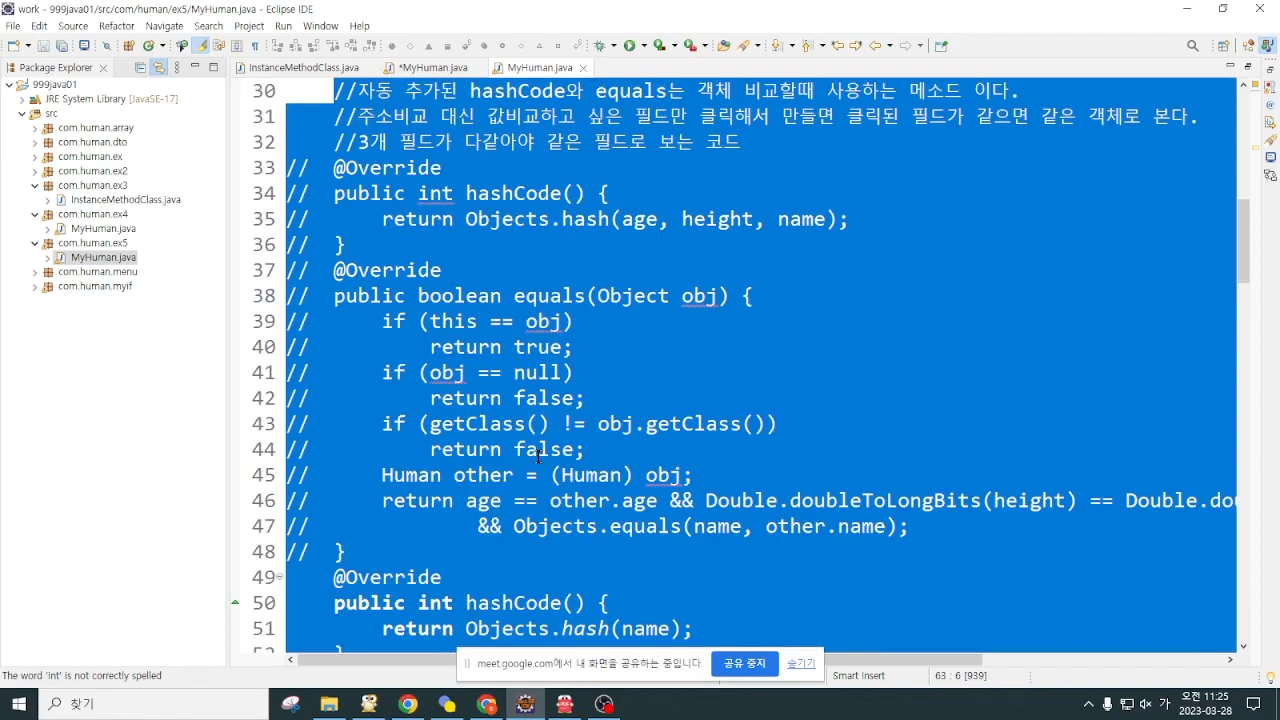 work - 999java01/src/com/human/ex5/MyHuman.java - Eclipse IDE
File Edit Source Refactor Navigate Search Project Run Window Help
Package Explorer
InstanceMethodClass.java *MyHuman.java MyHuman.java
999java01
JRE System Library [JavaSE-17]
src
com.human.array
com.human.dto
com.human.ex
com.human.ex2
com.human.ex3
InstanceMethodClass.java
com.human.ex4
MyHuman.java
com.human.ex5
MyHuman.java
com.human.menu
com.human.myif
30 //자동 추가된 hashCode와 equals는 객체 비교할때 사용하는 메소드 이다.
31 //주소비교 대신 값비교하고 싶은 필드만 클릭해서 만들면 클릭된 필드가 같으면 같은 객체로 본다.
32 //3개 필드가 다같아야 같은 필드로 보는 코드
33 // @Override
34 // public int hashCode() {
35 // return Objects.hash(age, height, name);
36 // }
37 // @Override
38 // public boolean equals(Object obj) {
39 // if (this == obj)
40 // return true;
41 // if (obj == null)
42 // return false;
43 // if (getClass() != obj.getClass())
44 // return false;
45 // Human other = (Human) obj;
46 // return age == other.age && Double.doubleToLongBits(height) == Double.dou
47 // && Objects.equals(name, other.name);
48 // }
49 @Override
50 public int hashCode() {
51 return Objects.hash(name);
meet.google.com에서 내 화면을 공유하는 중입니다. 공유 중지 숨기기
The word 'int' is not correctly spelled
Smart Insert
63 : 6 [939]
찾기
가
오전 11:25
2023-03-28